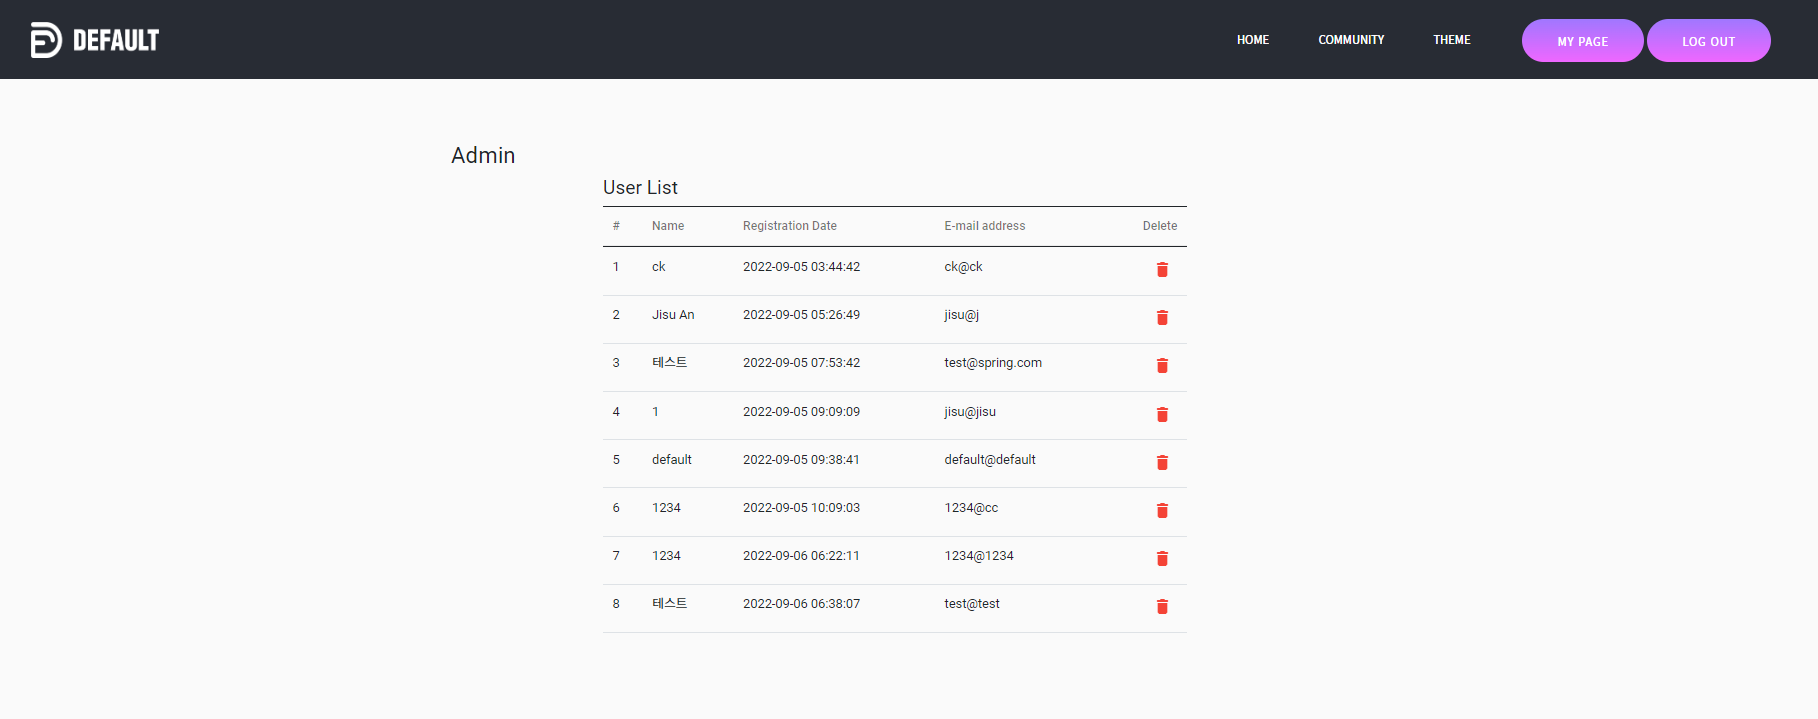 DEFAULT HOME COMMUNITY THEME MY PAGE LOG OUT
Admin
User List
# Name Registration Date E-mail address Delete
1 ck 2022-09-05 03:44:42 ck@ck
2 Jisu An 2022-09-05 05:26:49 jisu@j
3 테스트 2022-09-05 07:53:42 test@spring.com
4 1 2022-09-05 09:09:09 jisu@jisu
5 default 2022-09-05 09:38:41 default@default
6 1234 2022-09-05 10:09:03 1234@cc
7 1234 2022-09-06 06:22:11 1234@1234
8 테스트 2022-09-06 06:38:07 test@test